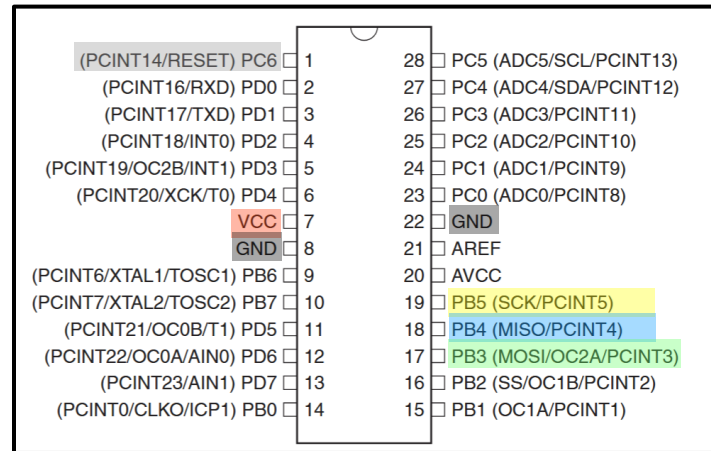 (PCINT14/RESET) PC6 1 28 PC5 (ADC5/SCL/PCINT13)
(PCINT16/RXD) PD0 2 27 PC4 (ADC4/SDA/PCINT12)
(PCINT17/TXD) PD1 3 26 PC3 (ADC3/PCINT11)
(PCINT18/INT0) PD2 4 25 PC2 (ADC2/PCINT10)
(PCINT19/OC2B/INT1) PD3 5 24 PC1 (ADC1/PCINT9)
(PCINT20/XCK/T0) PD4 6 23 PC0 (ADC0/PCINT8)
VCC 7 22 GND
GND 8 21 AREF
(PCINT6/XTAL1/TOSC1) PB6 9 20 AVCC
(PCINT7/XTAL2/TOSC2) PB7 10 19 PB5 (SCK/PCINT5)
(PCINT21/OC0B/T1) PD5 11 18 PB4 (MISO/PCINT4)
(PCINT22/OC0A/AIN0) PD6 12 17 PB3 (MOSI/OC2A/PCINT3)
(PCINT23/AIN1) PD7 13 16 PB2 (SS/OC1B/PCINT2)
(PCINT0/CLKO/ICP1) PB0 14 15 PB1 (OC1A/PCINT1)